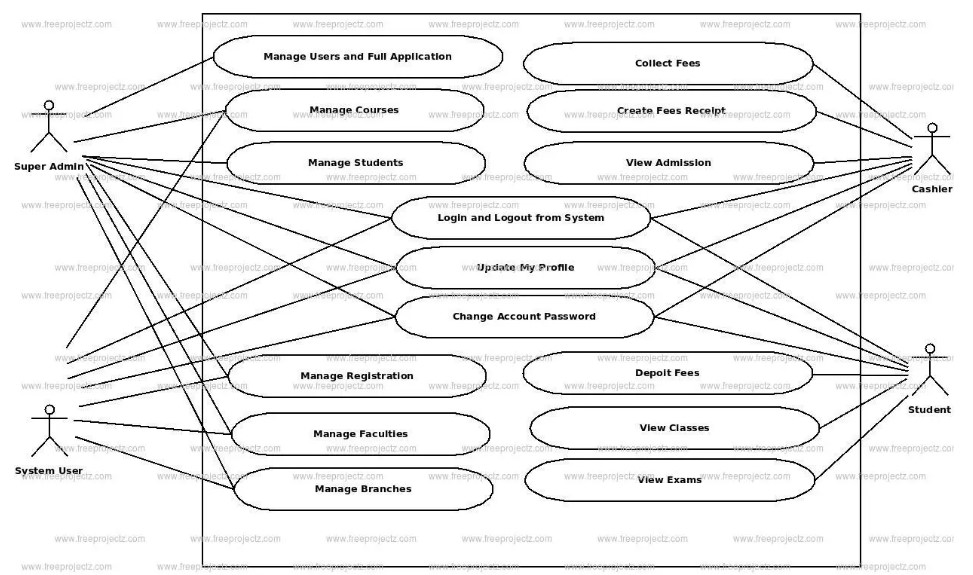 Manage Users and Full Application
Collect Fees
Manage Courses
Create Fees Receipt
Super Admin
Manage Students
View Admission
Cashier
Login and Logout from System
Update My Profile
Change Account Password
Manage Registration
Depoit Fees
Student
Manage Faculties
View Classes
System User
Manage Branches
View Exams
www.freeprojectz.com